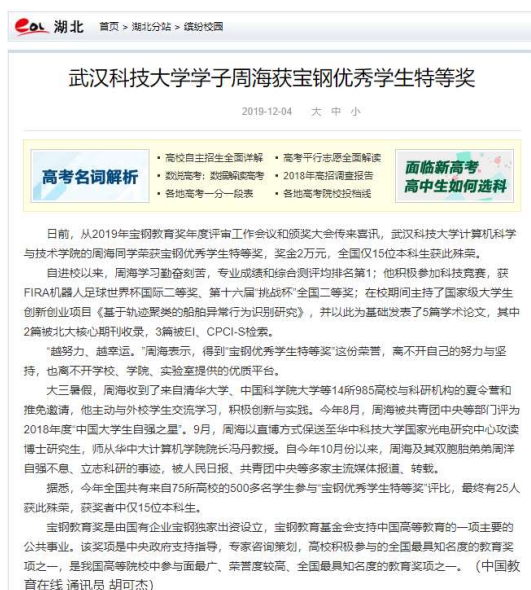 eol 湖北 首页 > 湖北分站 > 缤纷校园
武汉科技大学学子周海获宝钢优秀学生特等奖
2019-12-04 大 中 小
高考名词解析
• 高校自主招生全面详解 • 高考平行志愿全面解读
• 数说高考：数据解读高考 • 2018年高招调查报告
• 各地高考一分一段表 • 各地高考院校投档线
面临新高考
高中生如何选科
日前，从2019年宝钢教育奖年度评审工作会议和颁奖大会传来喜讯，武汉科技大学计算机科学
与技术学院的周海同学荣获宝钢优秀学生特等奖，奖金2万元，全国仅15位本科生获此殊荣。
自进校以来，周海学习勤奋刻苦，专业成绩和综合测评均排名第1；他积极参加科技竞赛，获
FIRA机器人足球世界杯国际二等奖、第十六届“挑战杯”全国二等奖；在校期间主持了国家级大学生
创新创业项目《基于轨迹聚类的船舶异常行为识别研究》，并以此为基础发表了5篇学术论文，其中
2篇被北大核心期刊收录，3篇被EI、CPCI-S检索。
“越努力、越幸运。”周海表示，得到“宝钢优秀学生特等奖”这份荣誉，离不开自己的努力与坚
持，也离不开学校、学院、实验室提供的优质平台。
大三暑假，周海收到了来自清华大学、中国科学院大学等14所985高校与科研机构的夏令营和
推免邀请，他主动与外校学生交流学习，积极创新与实践。今年8月，周海被共青团中央等部门评为
2018年度“中国大学生自强之星”。9月，周海以直博方式保送至华中科技大学国家光电研究中心攻读
博士研究生，师从华中大计算机学院院长冯丹教授。自今年10月份以来，周海及其双胞胎弟弟周洋
自强不息、立志科研的事迹，被人民日报、共青团中央等多家主流媒体报道、转载。
据悉，今年全国共有来自75所高校的500多名学生参与“宝钢优秀学生特等奖”评比，最终有25人
获此殊荣，获奖者中仅15位本科生。
宝钢教育奖是由国有企业宝钢独家出资设立，宝钢教育基金会支持中国高等教育的一项主要的
公共事业。该奖项是中央政府支持指导，专家咨询策划，高校积极参与的全国最具知名度的教育奖
项之一，是我国高等院校中参与面最广、荣誉度较高、全国最具知名度的教育奖项之一。（中国教
育在线 通讯员 胡可杰）